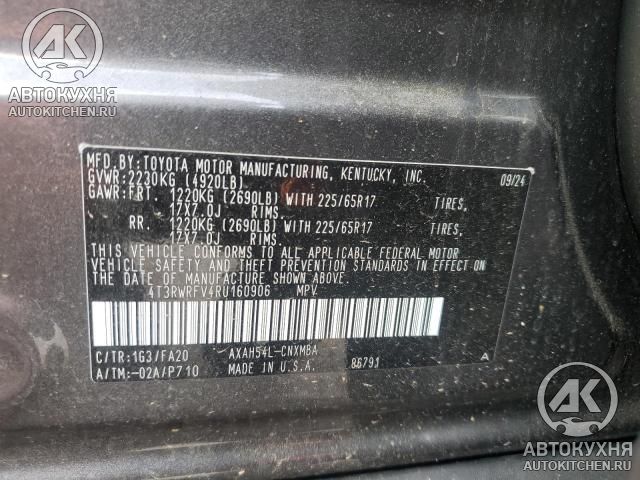 АК
АВТОКУХНЯ
AUTOKITCHEN.RU
MFD.BY:TOYOTA MOTOR MANUFACTURING, KENTUCKY, INC.
GVWR:2230KG (4920LB) 09/24
GAWR:FRT. 1220KG (2690LB) WITH 225/65R17 TIRES,
17X7.0J RIMS.
RR. 1220KG (2690LB) WITH 225/65R17 TIRES,
17X7.0J RIMS.
THIS VEHICLE CONFORMS TO ALL APPLICABLE FEDERAL MOTOR
VEHICLE SAFETY AND THEFT PREVENTION STANDARDS IN EFFECT ON
THE DATE OF MANUFACTURE SHOWN ABOVE.
4T3RWRFV4RU160906 MPV
C/TR:1G3/FA20 AXAH54L-CNXMBA
A/TM:-02A/P710 MADE IN U.S.A. 86791 A
АК
АВТОКУХНЯ
AUTOKITCHEN.RU